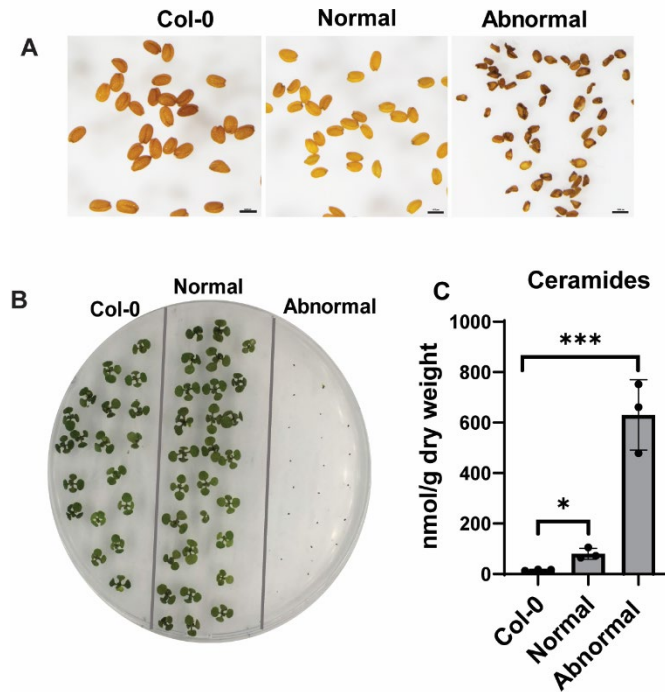 Col-0 Normal Abnormal
A
B
Col-0 Normal Abnormal
C
Ceramides
nmol/g dry weight
1000
800
600
400
200
0
***
*
Col-0 Normal Abnormal